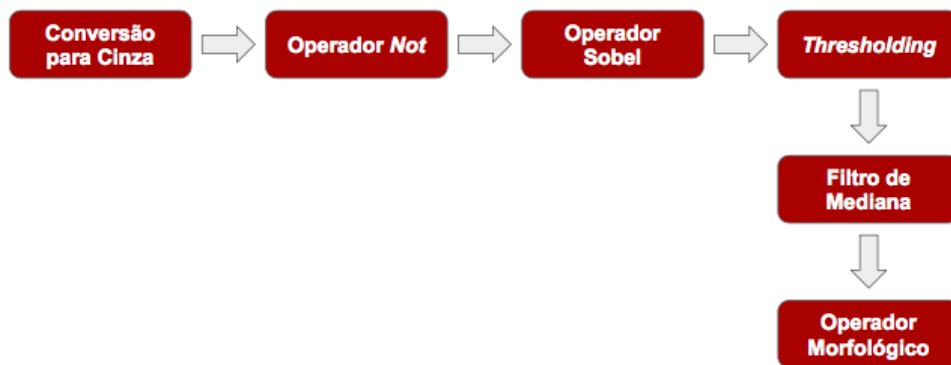 Conversão
para Cinza
Operador Not
Operador
Sobel
Thresholding
Filtro de
Mediana
Operador
Morfológico